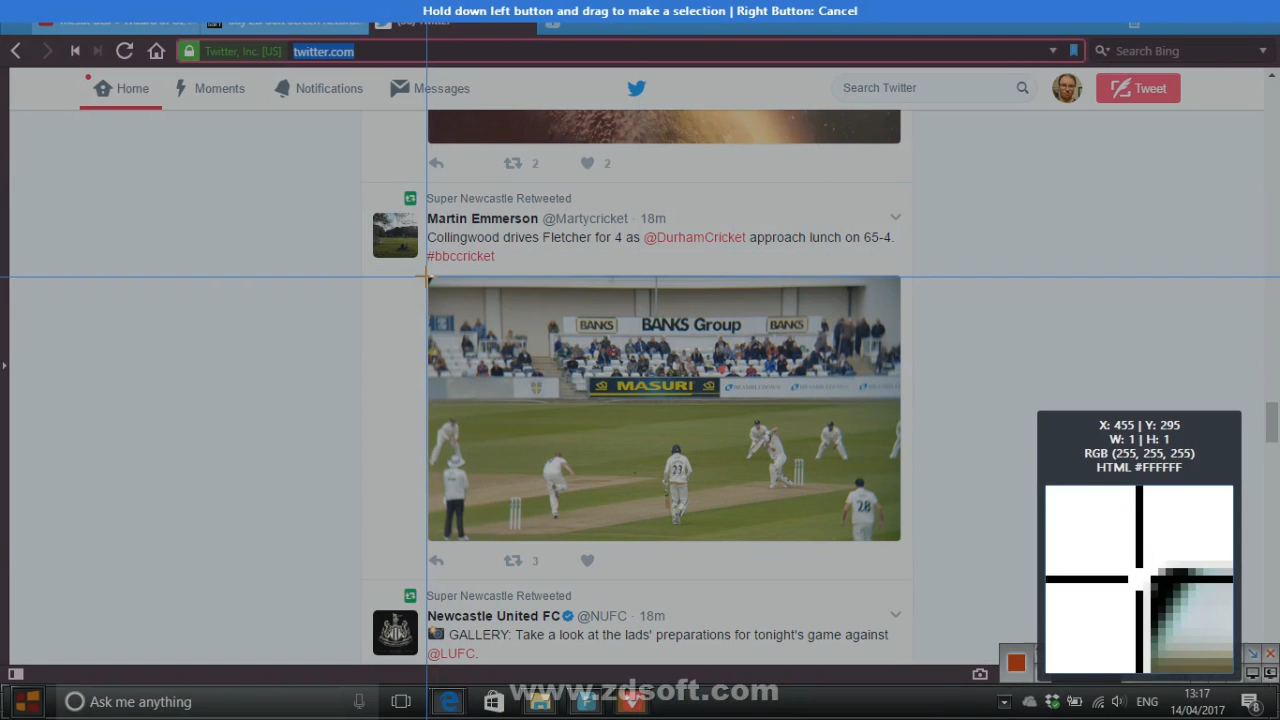 Hold down left button and drag to make a selection | Right Button: Cancel
Twitter, Inc. [US] twitter.com
Search Bing
Home Moments Notifications Messages
Search Twitter
Tweet
2 2
Super Newcastle Retweeted
Martin Emmerson @Martycricket · 18m
Collingwood drives Fletcher for 4 as @DurhamCricket approach lunch on 65-4.
#bbccricket
BANKS BANKS Group BANKS
MASURI
23
28
3
Super Newcastle Retweeted
Newcastle United FC @NUFC · 18m
GALLERY: Take a look at the lads' preparations for tonight's game against
@LUFC.
X: 455 | Y: 295
W: 1 | H: 1
RGB (255, 255, 255)
HTML #FFFFFF
Ask me anything
www.zdsoft.com
ENG
13:17
14/04/2017
8